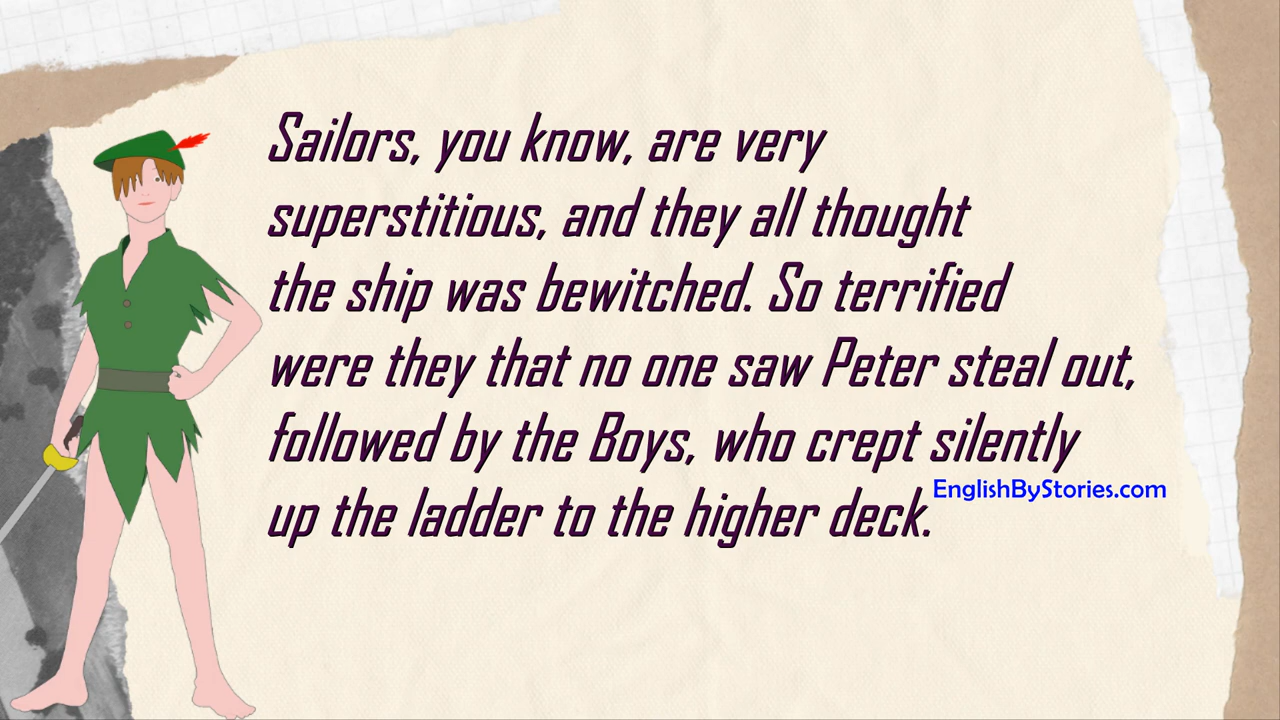 Sailors, you know, are very
superstitious, and they all thought
the ship was bewitched. So terrified
were they that no one saw Peter steal out,
followed by the Boys, who crept silently
up the ladder to the higher deck.
EnglishByStories.com